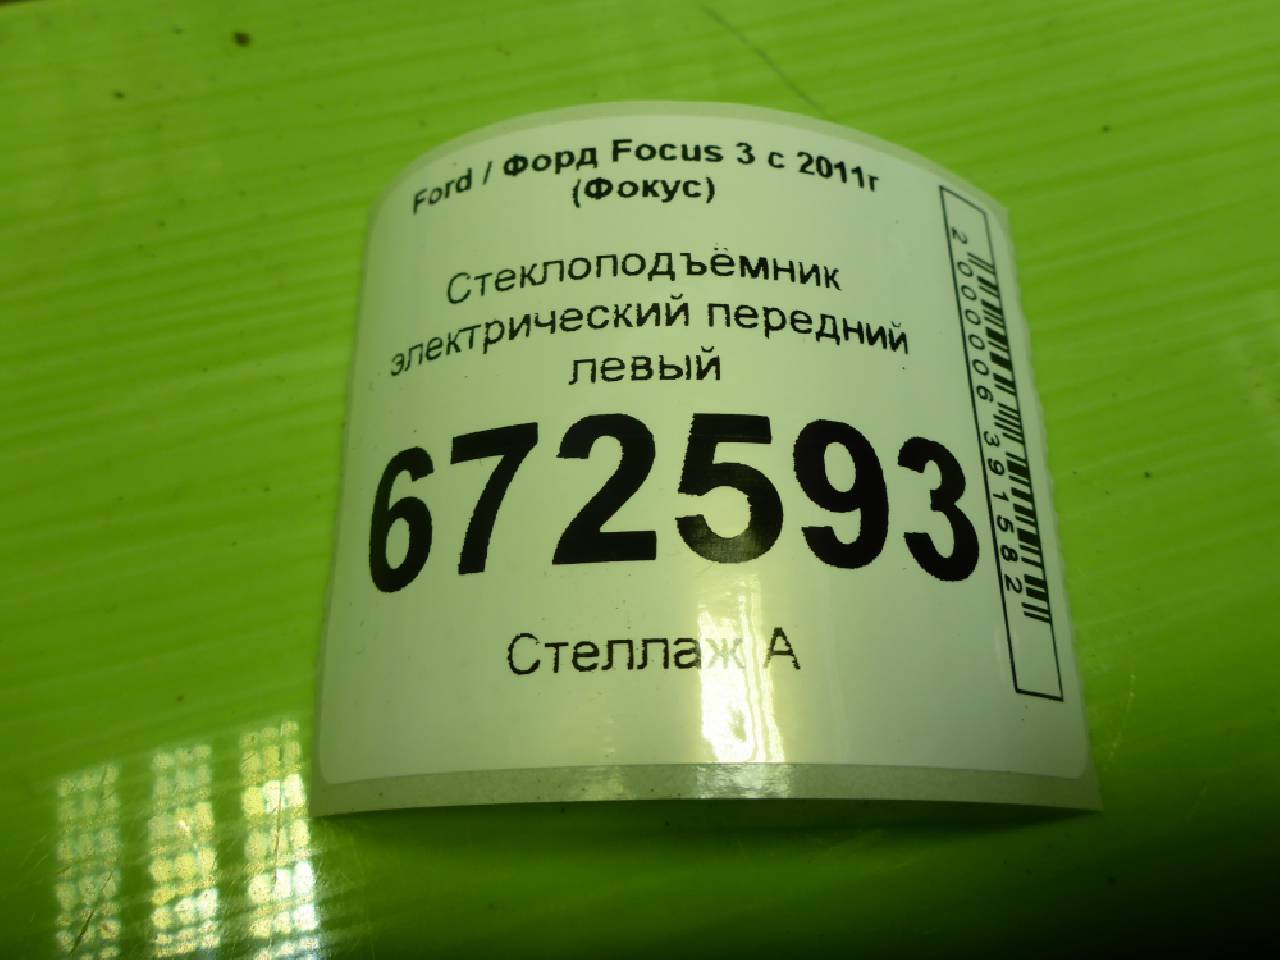 Ford / Форд Focus 3 с 2011г
(Фокус)
Стеклоподъёмник
электрический передний
левый
672593
Стеллаж А
2000006391582